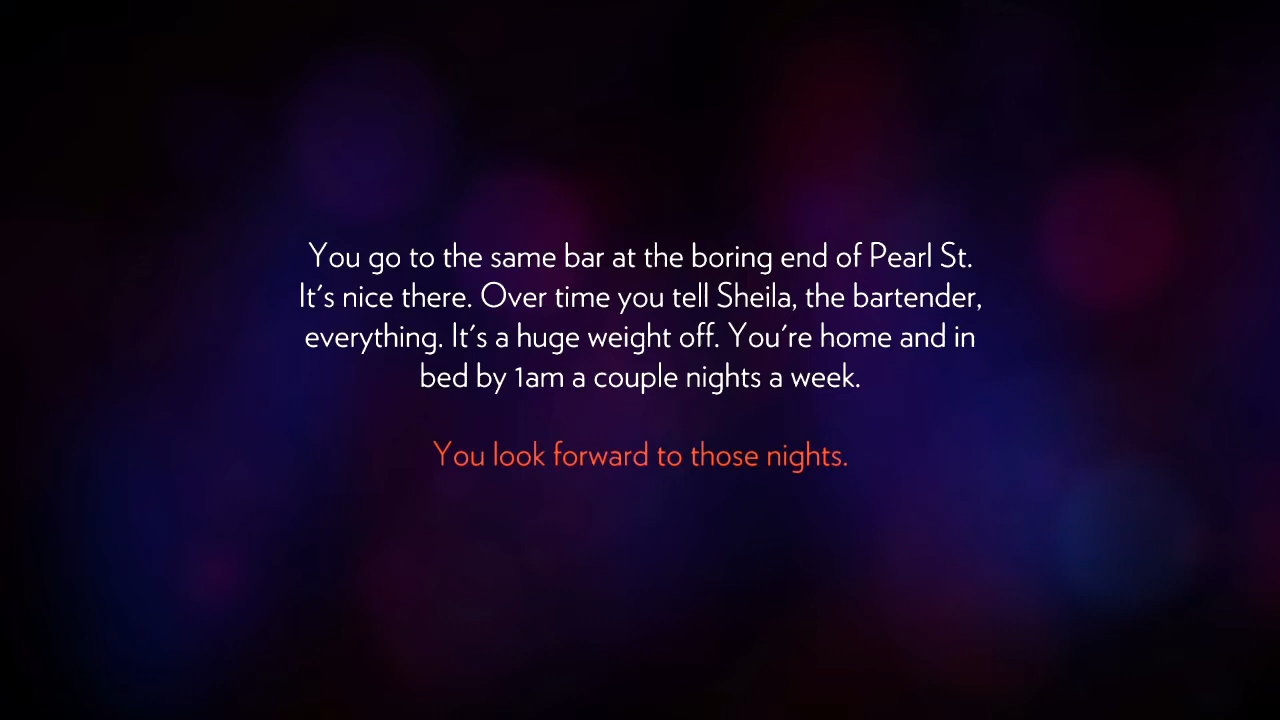 You go to the same bar at the boring end of Pearl St.
It's nice there. Over time you tell Sheila, the bartender,
everything. It's a huge weight off. You're home and in
bed by 1am a couple nights a week.
You look forward to those nights.